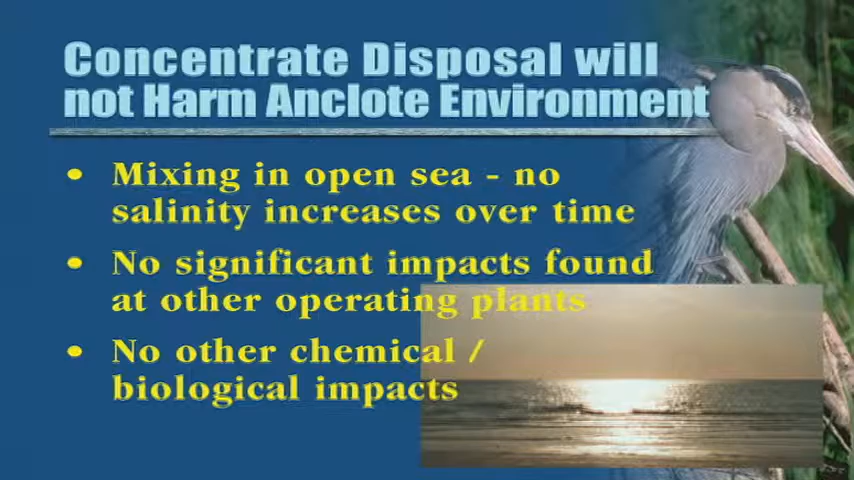 Concentrate Disposal will
not Harm Anclote Environment
• Mixing in open sea - no
salinity increases over time
• No significant impacts found
at other operating plants
• No other chemical /
biological impacts